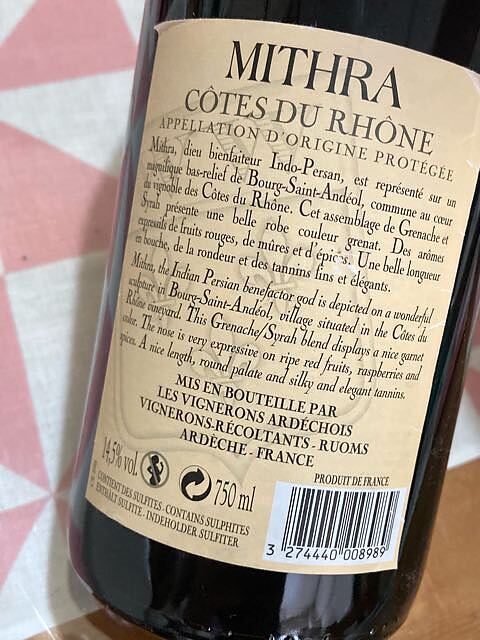 MITHRA
CÔTES DU RHÔNE
APPELLATION D'ORIGINE PROTÉGÉE
Mithra, dieu bienfaiteur Indo-Persan, est représenté sur un
magnifique bas-relief de Bourg-Saint-Andéol, commune au cœur
du vignoble des Côtes du Rhône. Cet assemblage de Grenache et
Syrah présente une belle robe couleur grenat. Des arômes
expressifs de fruits rouges, de mûres et d'épices. Une belle longueur
en bouche, de la rondeur et des tannins fins et élégants.
Mithra, the Indian Persian benefactor god is depicted on a wonderful
sculpture in Bourg-Saint-Andéol, village situated in the Côtes du
Rhône vineyard. This Grenache/Syrah blend displays a nice garnet
color. The nose is very expressive on ripe red fruits, raspberries and
spices. A nice length, round palate and silky and elegant tannins.
MIS EN BOUTEILLE PAR
LES VIGNERONS ARDÉCHOIS
VIGNERONS-RÉCOLTANTS - RUOMS
ARDÈCHE - FRANCE
14,5% vol.
750 ml
PRODUIT DE FRANCE
CONTIENT DES SULFITES - CONTAINS SULPHITES
ENTHALT SULFITE - INDEHOLDER SULFITER
3 274440 008989